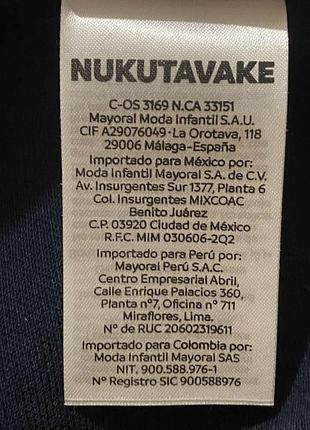 NUKUTAVAKE
C-OS 3169 N.CA 33151
Mayoral Moda Infantil S.A.U.
CIF A29076049 · La Orotava, 118
29006 Málaga-España
Importado para México por:
Moda Infantil Mayoral S.A. de C.V.
Av. Insurgentes Sur 1377, Planta 6
Col. Insurgentes MIXCOAC
Benito Juárez
C.P. 03920 Ciudad de México
R.F.C. MIM 030606-2Q2
Importado para Perú por:
Mayoral Perú S.A.C.
Centro Empresarial Abril,
Calle Enrique Palacios 360,
Planta nº7, Oficina nº 711
Miraflores, Lima.
Nº de RUC 20602319611
Importado para Colombia por:
Moda Infantil Mayoral SAS
NIT. 900.588.976-1
Nº Registro SIC 900588976